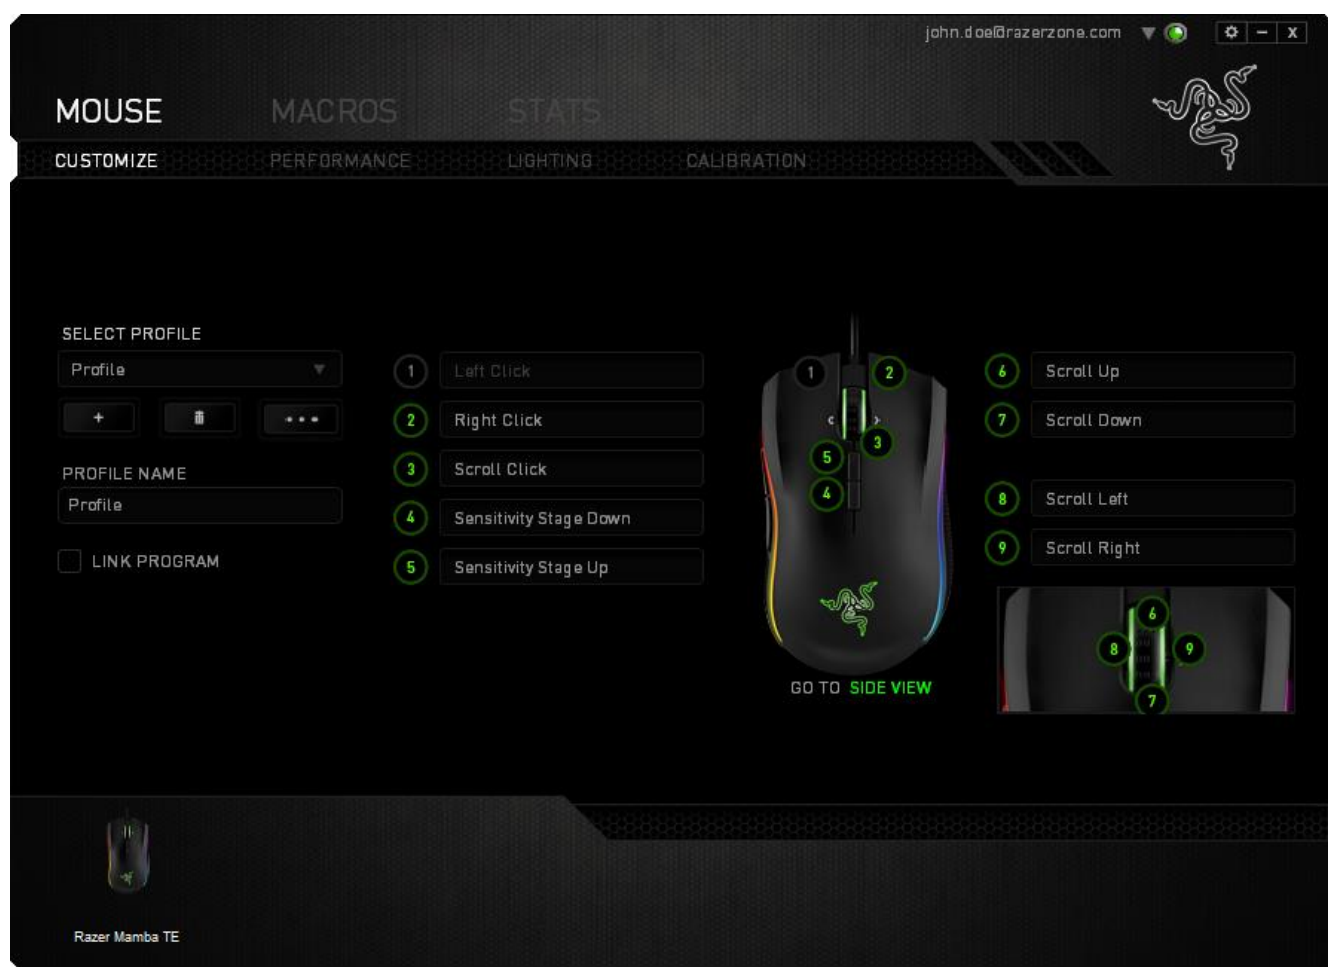 john.doe@razerzone.com
MOUSE MACROS STATS
CUSTOMIZE PERFORMANCE LIGHTING CALIBRATION
SELECT PROFILE
Profile
PROFILE NAME
Profile
LINK PROGRAM
1 Left Click
2 Right Click
3 Scroll Click
4 Sensitivity Stage Down
5 Sensitivity Stage Up
1 2
3
5
4
GO TO SIDE VIEW
6 Scroll Up
7 Scroll Down
8 Scroll Left
9 Scroll Right
6
8 9
7
Razer Mamba TE